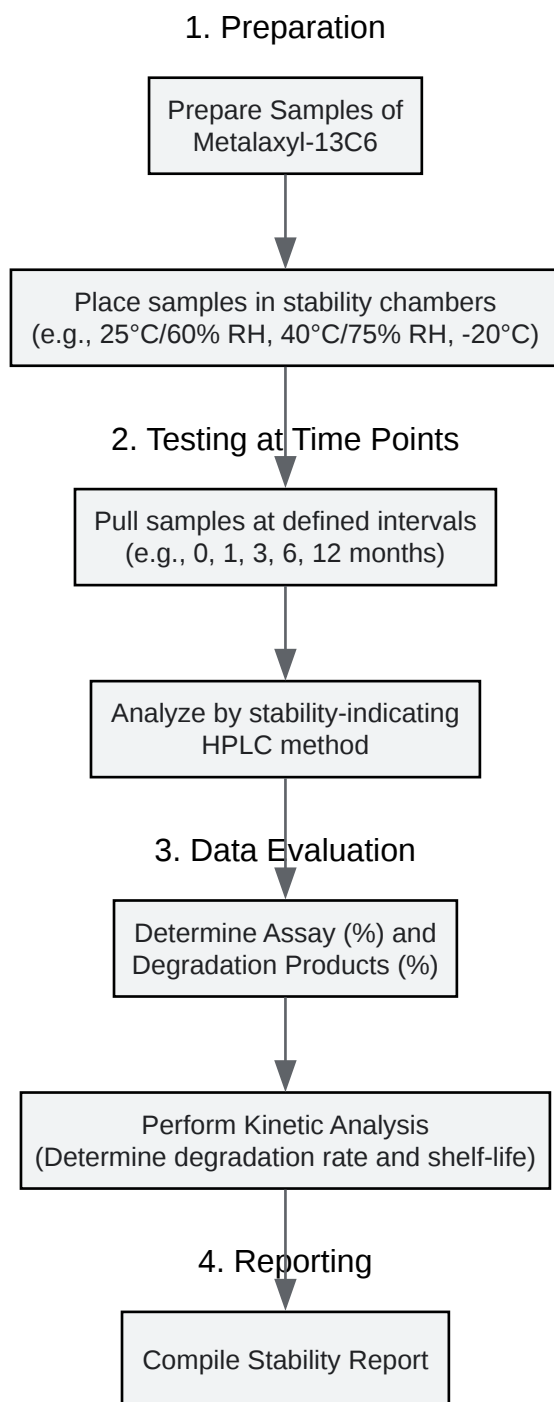 1. Preparation
Prepare Samples of
Metalaxyl-13C6
Place samples in stability chambers
(e.g., 25°C/60% RH, 40°C/75% RH, -20°C)
2. Testing at Time Points
Pull samples at defined intervals
(e.g., 0, 1, 3, 6, 12 months)
Analyze by stability-indicating
HPLC method
3. Data Evaluation
Determine Assay (%) and
Degradation Products (%)
Perform Kinetic Analysis
(Determine degradation rate and shelf-life)
4. Reporting
Compile Stability Report